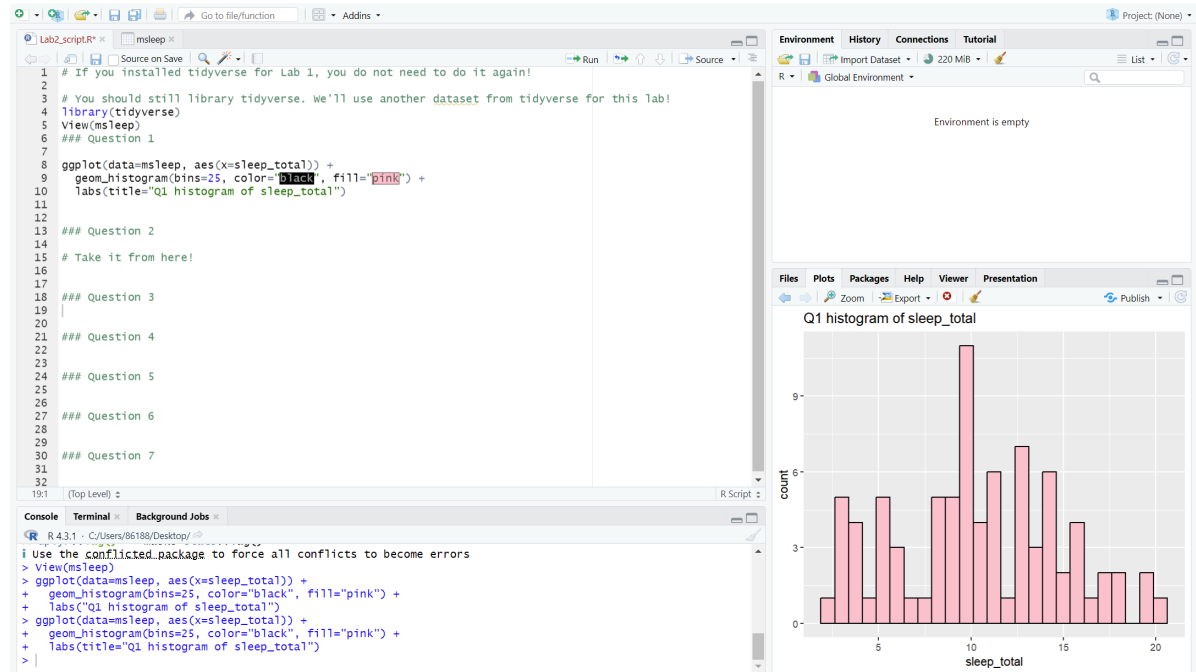 Go to file/function
Addins
Project: (None)
Lab2_script.R* ×
msleep ×
Source on Save
Run
Source
1 # If you installed tidyverse for Lab 1, you do not need to do it again!
2
3 # You should still library tidyverse. We'll use another dataset from tidyverse for this lab!
4 library(tidyverse)
5 View(msleep)
6 ### Question 1
7
8 ggplot(data=msleep, aes(x=sleep_total)) +
9 geom_histogram(bins=25, color="black", fill="pink") +
10 labs(title="Q1 histogram of sleep_total")
11
12
13 ### Question 2
14
15 # Take it from here!
16
17
18 ### Question 3
19
20
21 ### Question 4
22
23
24 ### Question 5
25
26
27 ### Question 6
28
29
30 ### Question 7
31
32
19:1 (Top Level)
R Script
Console Terminal × Background Jobs ×
R 4.3.1 · C:/Users/86188/Desktop/
i Use the conflicted package to force all conflicts to become errors
> View(msleep)
> ggplot(data=msleep, aes(x=sleep_total)) +
+ geom_histogram(bins=25, color="black", fill="pink") +
+ labs("Q1 histogram of sleep_total")
> ggplot(data=msleep, aes(x=sleep_total)) +
+ geom_histogram(bins=25, color="black", fill="pink") +
+ labs(title="Q1 histogram of sleep_total")
>
Environment History Connections Tutorial
Import Dataset 220 MiB List
R Global Environment
Environment is empty
Files Plots Packages Help Viewer Presentation
Zoom Export Publish
Q1 histogram of sleep_total
9
6
3
0
count
5 10 15 20
sleep_total